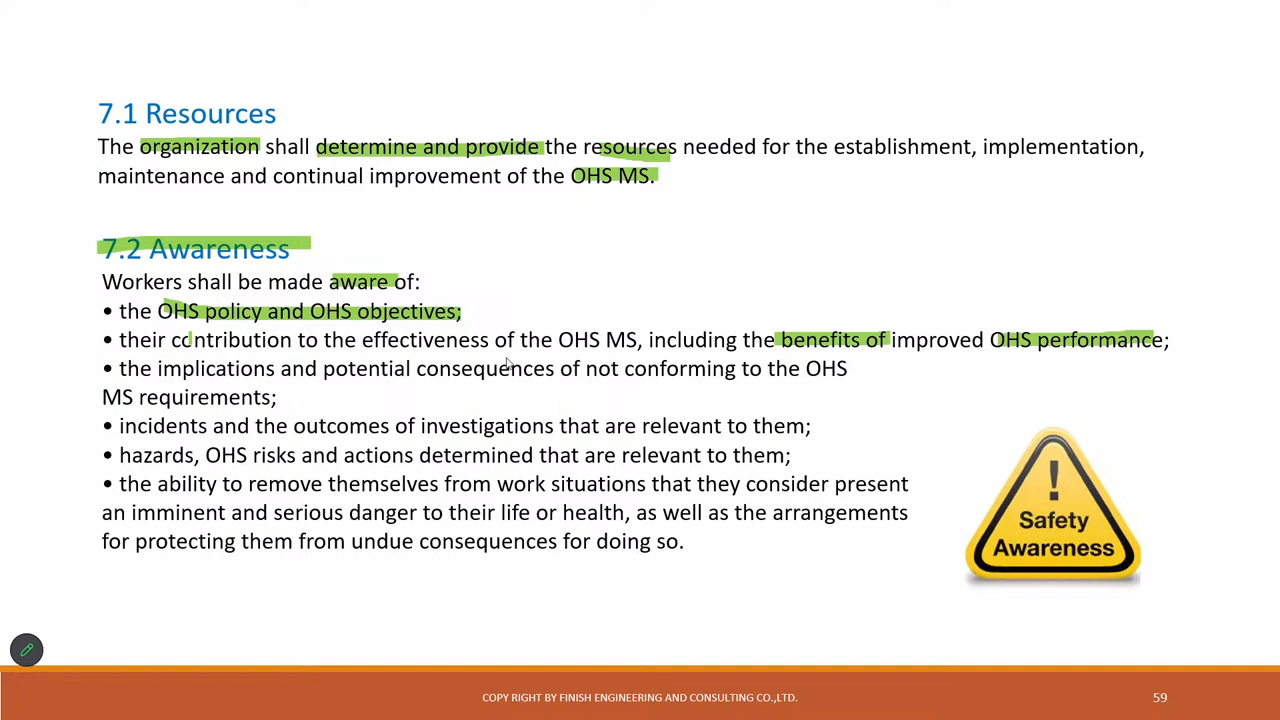 7.1 Resources
The organization shall determine and provide the resources needed for the establishment, implementation,
maintenance and continual improvement of the OHS MS.
7.2 Awareness
Workers shall be made aware of:
• the OHS policy and OHS objectives;
• their contribution to the effectiveness of the OHS MS, including the benefits of improved OHS performance;
• the implications and potential consequences of not conforming to the OHS
MS requirements;
• incidents and the outcomes of investigations that are relevant to them;
• hazards, OHS risks and actions determined that are relevant to them;
• the ability to remove themselves from work situations that they consider present
an imminent and serious danger to their life or health, as well as the arrangements
for protecting them from undue consequences for doing so.
!
Safety
Awareness
COPY RIGHT BY FINISH ENGINEERING AND CONSULTING CO.,LTD.
59